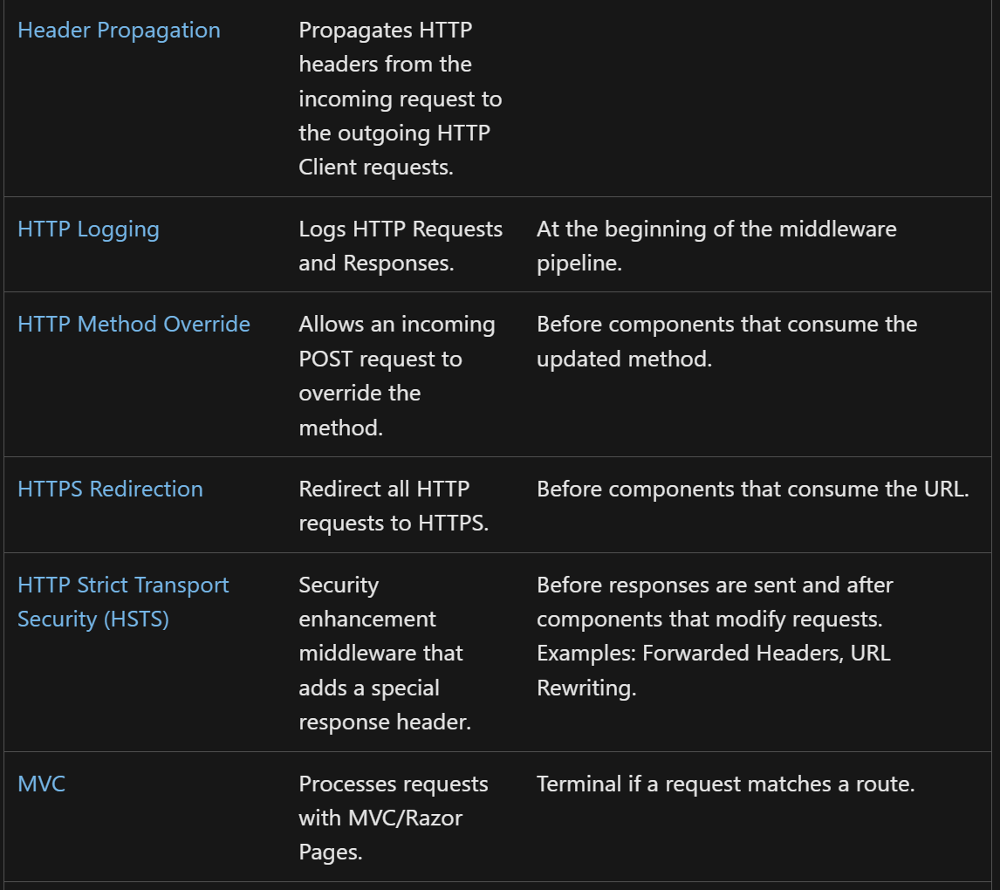 Header Propagation
Propagates HTTP
headers from the
incoming request to
the outgoing HTTP
Client requests.
HTTP Logging
Logs HTTP Requests
and Responses.
At the beginning of the middleware
pipeline.
HTTP Method Override
Allows an incoming
POST request to
override the
method.
Before components that consume the
updated method.
HTTPS Redirection
Redirect all HTTP
requests to HTTPS.
Before components that consume the URL.
HTTP Strict Transport
Security (HSTS)
Security
enhancement
middleware that
adds a special
response header.
Before responses are sent and after
components that modify requests.
Examples: Forwarded Headers, URL
Rewriting.
MVC
Processes requests
with MVC/Razor
Pages.
Terminal if a request matches a route.